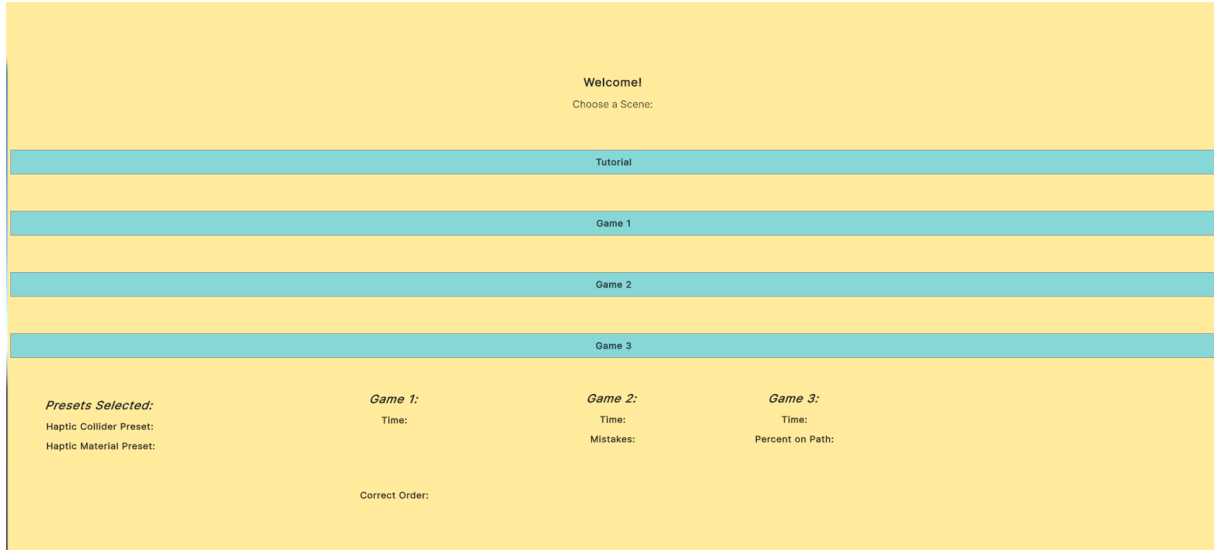 Welcome!
Choose a Scene:
Tutorial
Game 1
Game 2
Game 3
Presets Selected:
Haptic Collider Preset:
Haptic Material Preset:
Game 1:
Time:
Correct Order:
Game 2:
Time:
Mistakes:
Game 3:
Time:
Percent on Path: